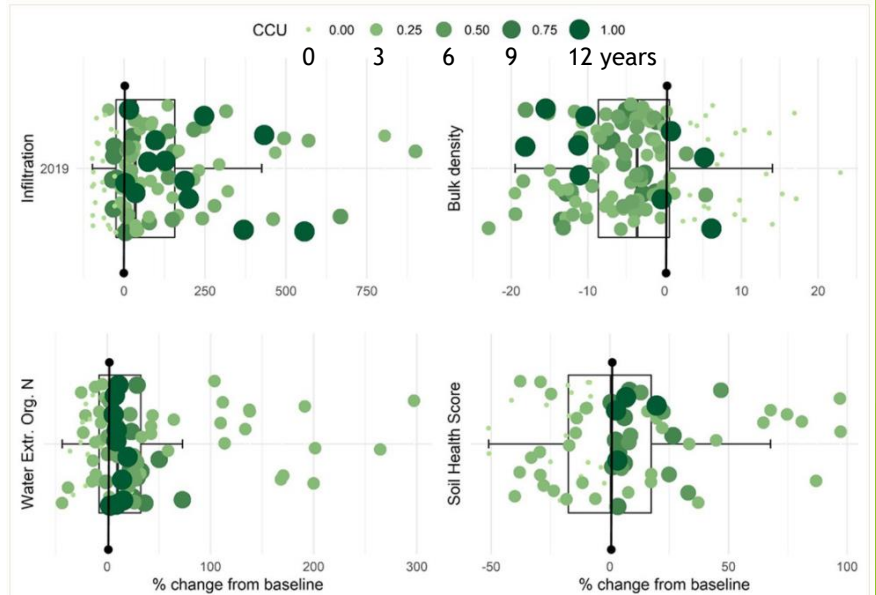 CCU 0.00 0.25 0.50 0.75 1.00
0 3 6 9 12 years
Infiltration
2019
0 250 500 750
Bulk density
-20 -10 0 10 20
Water Extr. Org. N
0 100 200 300
% change from baseline
Soil Health Score
-50 0 50 100
% change from baseline